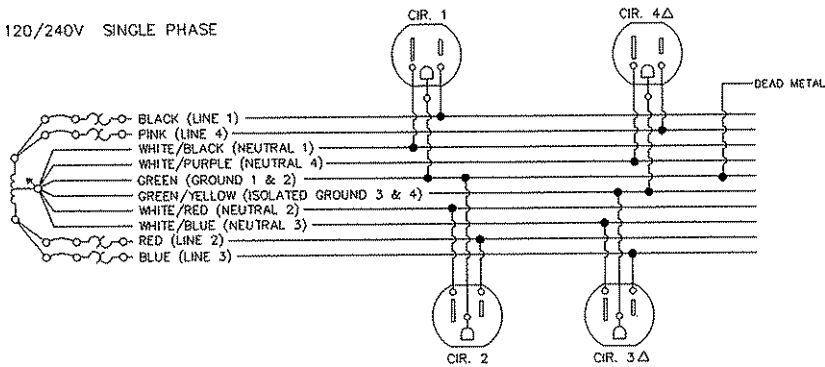 CIR. 1
CIR. 4△
120/240V SINGLE PHASE
DEAD METAL
BLACK (LINE 1)
PINK (LINE 4)
WHITE/BLACK (NEUTRAL 1)
WHITE/PURPLE (NEUTRAL 4)
GREEN (GROUND 1 & 2)
GREEN/YELLOW (ISOLATED GROUND 3 & 4)
WHITE/RED (NEUTRAL 2)
WHITE/BLUE (NEUTRAL 3)
RED (LINE 2)
BLUE (LINE 3)
CIR. 2
CIR. 3△